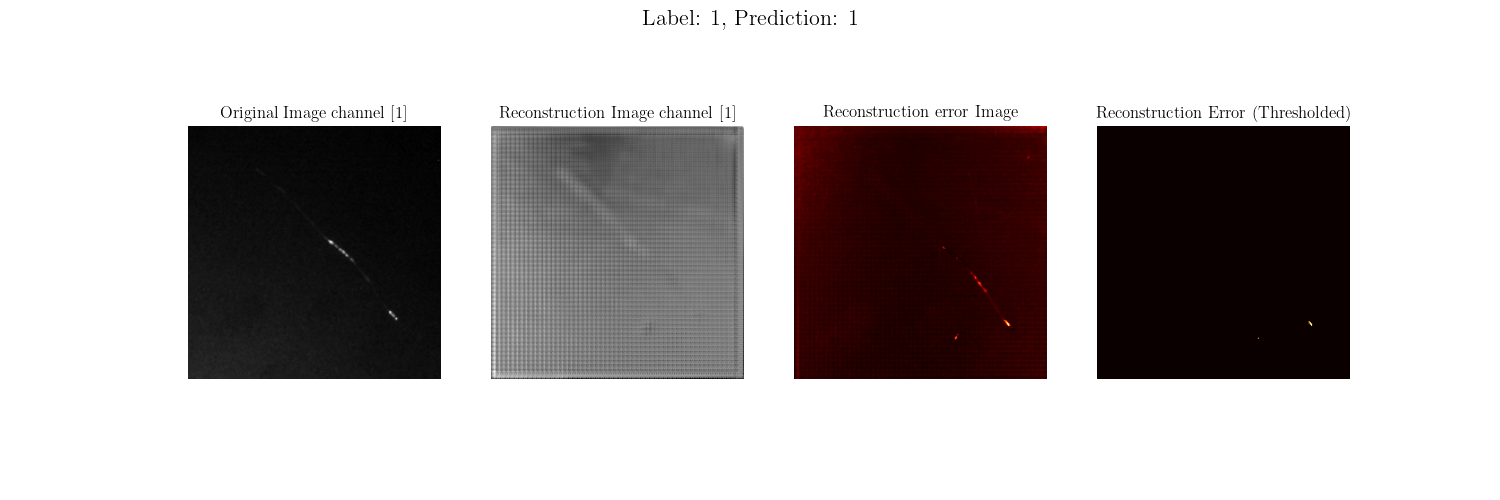 Label: 1, Prediction: 1
Original Image channel [1]
Reconstruction Image channel [1]
Reconstruction error Image
Reconstruction Error (Thresholded)